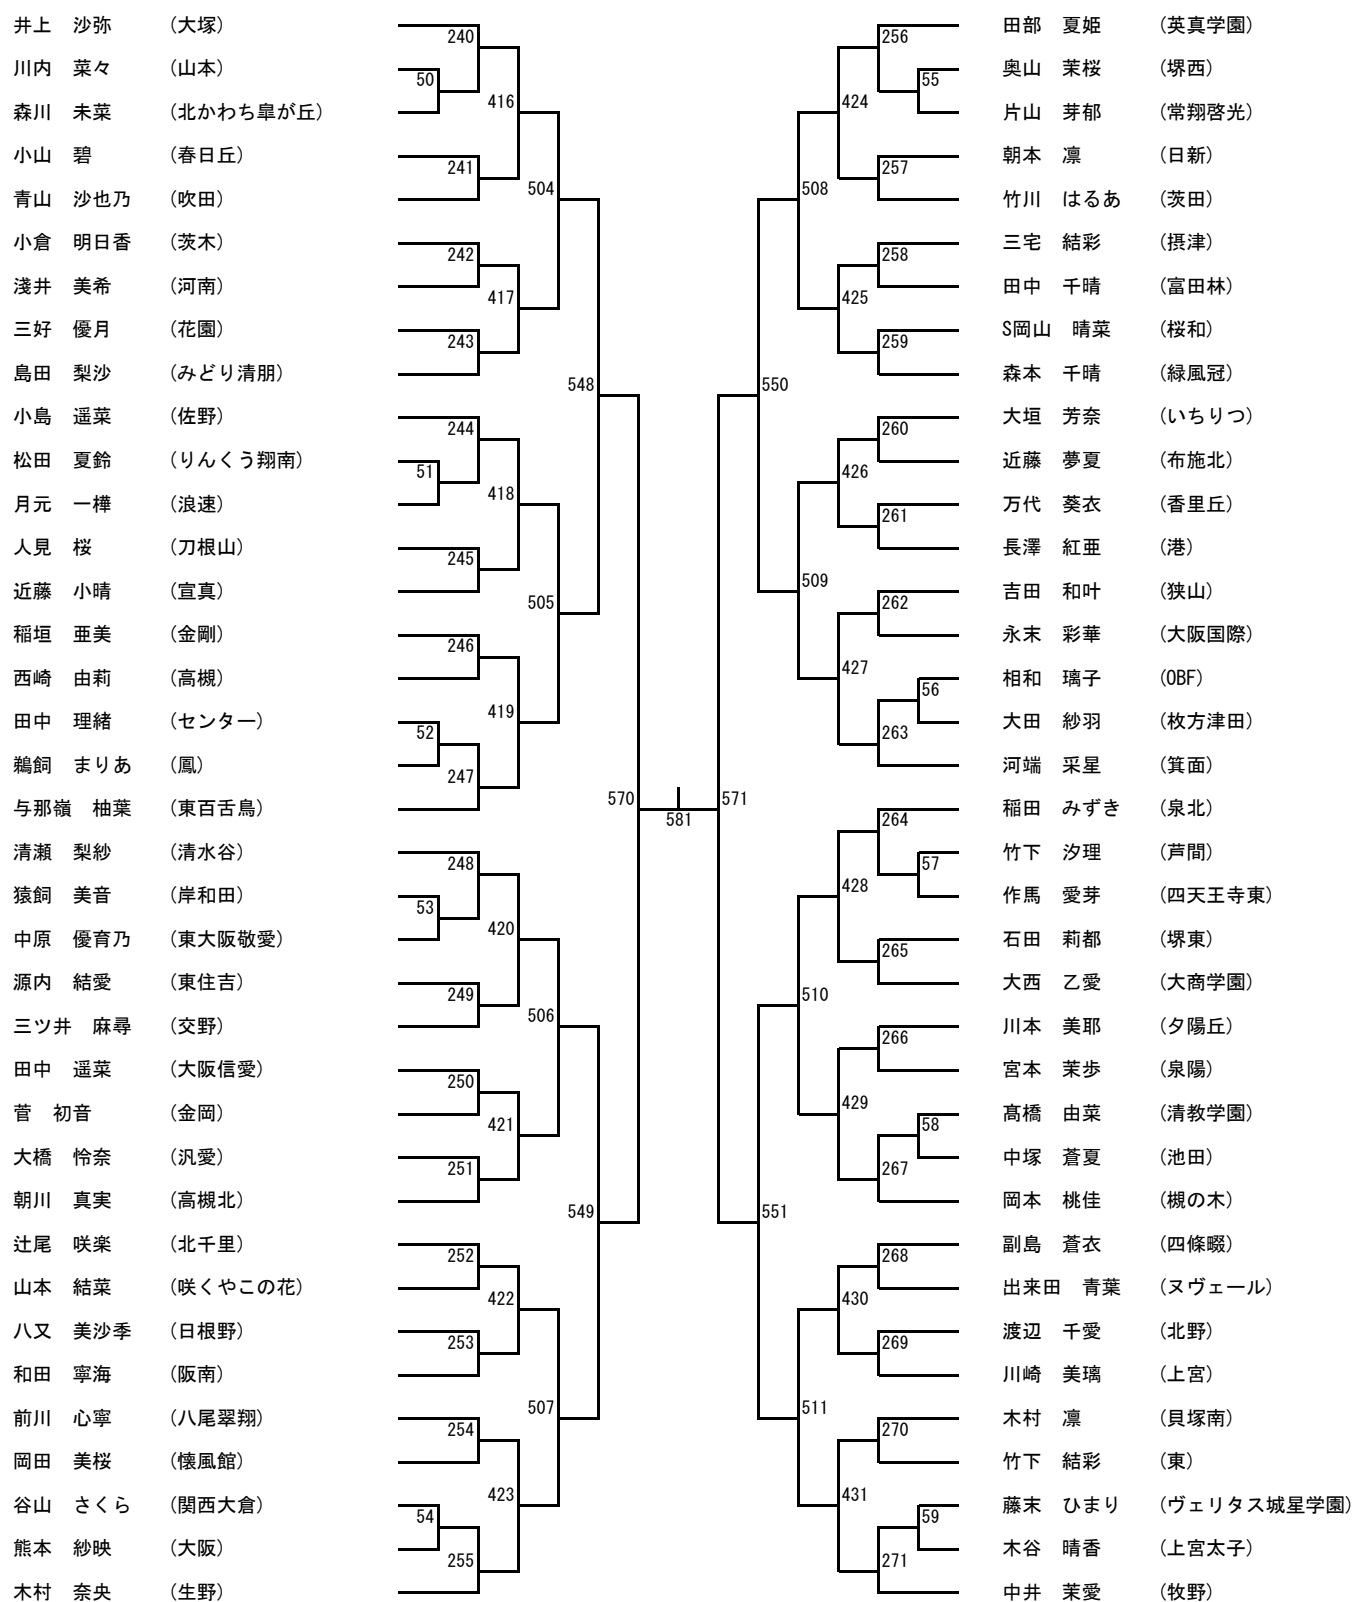 井上　沙弥　（大塚）
川内　菜々　（山本）
森川　未菜　（北かわち皐が丘）
小山　碧　（春日丘）
青山　沙也乃　（吹田）
小倉　明日香　（茨木）
淺井　美希　（河南）
三好　優月　（花園）
島田　梨沙　（みどり清朋）
小島　遥菜　（佐野）
松田　夏鈴　（りんくう翔南）
月元　一樺　（浪速）
人見　桜　（刀根山）
近藤　小晴　（宣真）
稲垣　亜美　（金剛）
西崎　由莉　（高槻）
田中　理緒　（センター）
鵜飼　まりあ　（鳳）
与那嶺　柚葉　（東百舌鳥）
清瀬　梨紗　（清水谷）
猿飼　美音　（岸和田）
中原　優育乃　（東大阪敬愛）
源内　結愛　（東住吉）
三ツ井　麻尋　（交野）
田中　遥菜　（大阪信愛）
菅　初音　（金岡）
大橋　怜奈　（汎愛）
朝川　真実　（高槻北）
辻尾　咲楽　（北千里）
山本　結菜　（咲くやこの花）
八又　美沙季　（日根野）
和田　寧海　（阪南）
前川　心寧　（八尾翠翔）
岡田　美桜　（懐風館）
谷山　さくら　（関西大倉）
熊本　紗映　（大阪）
木村　奈央　（生野）
240
50
416
241
504
242
417
243
548
244
51
418
245
505
246
419
52
247
570
248
53
420
249
506
250
421
251
549
252
422
253
507
254
423
54
255
581
571
256
55
424
257
508
258
425
259
550
260
426
261
509
262
427
56
263
264
57
428
265
510
266
429
58
267
551
268
430
269
511
270
431
59
271
田部　夏姫　（英真学園）
奥山　茉桜　（堺西）
片山　芽郁　（常翔啓光）
朝本　凛　（日新）
竹川　はるあ　（茨田）
三宅　結彩　（摂津）
田中　千晴　（富田林）
S岡山　晴菜　（桜和）
森本　千晴　（緑風冠）
大垣　芳奈　（いちりつ）
近藤　夢夏　（布施北）
万代　葵衣　（香里丘）
長澤　紅亜　（港）
吉田　和叶　（狭山）
永末　彩華　（大阪国際）
相和　璃子　（OBF）
大田　紗羽　（枚方津田）
河端　采星　（箕面）
稲田　みずき　（泉北）
竹下　汐理　（芦間）
作馬　愛芽　（四天王寺東）
石田　莉都　（堺東）
大西　乙愛　（大商学園）
川本　美耶　（夕陽丘）
宮本　茉歩　（泉陽）
髙橋　由菜　（清教学園）
中塚　蒼夏　（池田）
岡本　桃佳　（槻の木）
副島　蒼衣　（四條畷）
出来田　青葉　（ヌヴェール）
渡辺　千愛　（北野）
川崎　美璃　（上宮）
木村　凛　（貝塚南）
竹下　結彩　（東）
藤末　ひまり　（ヴェリタス城星学園）
木谷　晴香　（上宮太子）
中井　茉愛　（牧野）